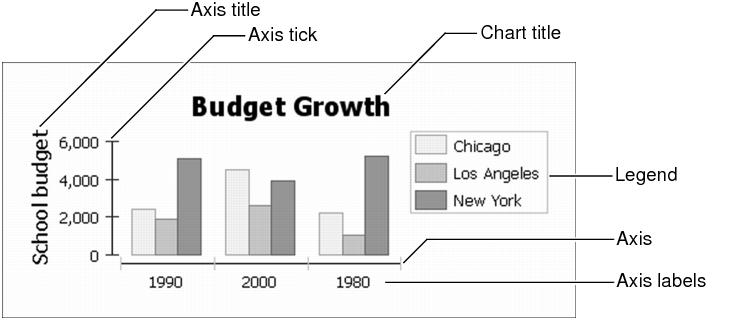 Axis title
Axis tick
Chart title
Budget Growth
School budget
6,000
4,000
2,000
0
Chicago
Los Angeles
New York
Legend
Axis
1990 2000 1980
Axis labels